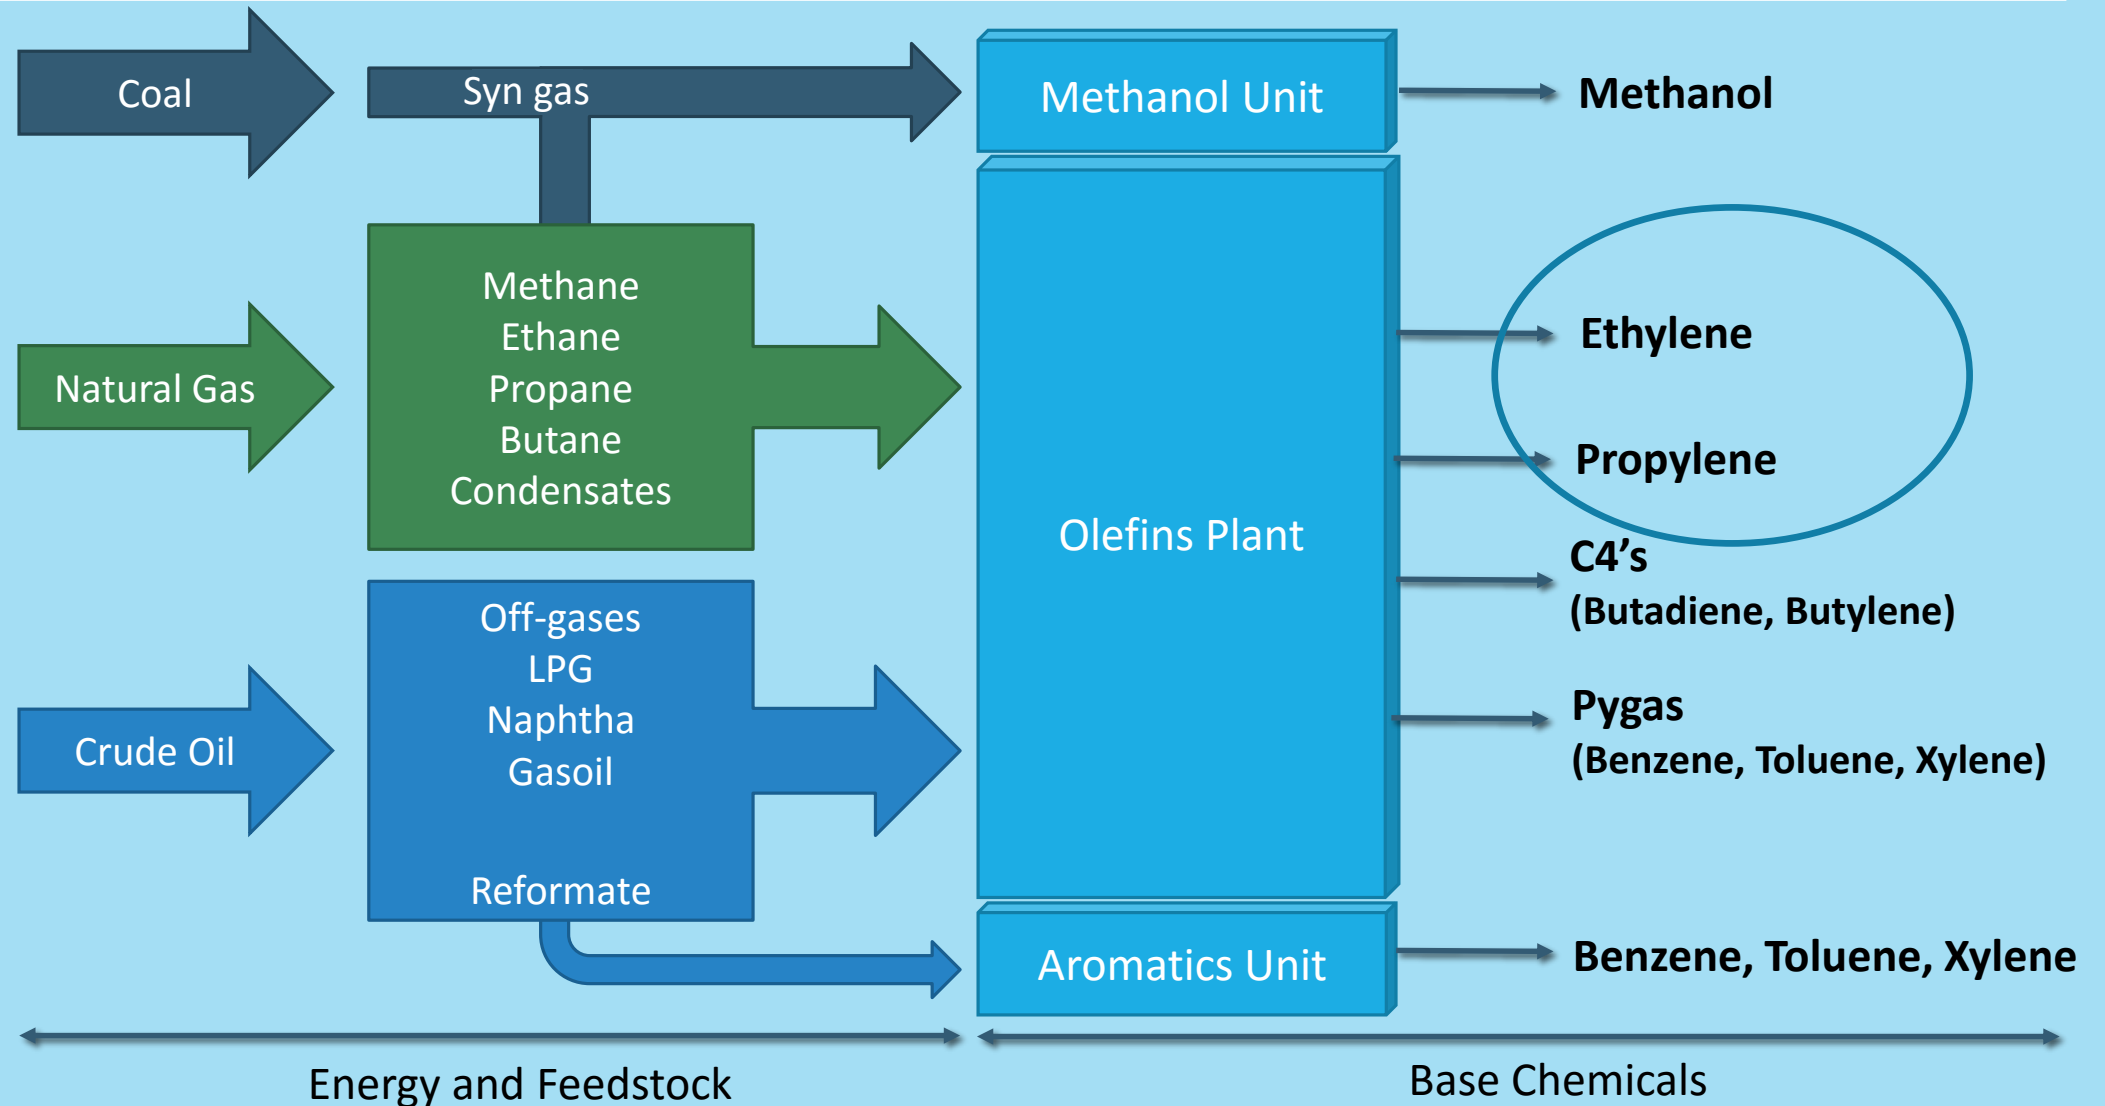 Coal
Syn gas
Methanol Unit
Methanol
Natural Gas
Methane
Ethane
Propane
Butane
Condensates
Olefins Plant
Ethylene
Propylene
C4’s
(Butadiene, Butylene)
Pygas
(Benzene, Toluene, Xylene)
Crude Oil
Off-gases
LPG
Naphtha
Gasoil
Reformate
Aromatics Unit
Benzene, Toluene, Xylene
Energy and Feedstock
Base Chemicals